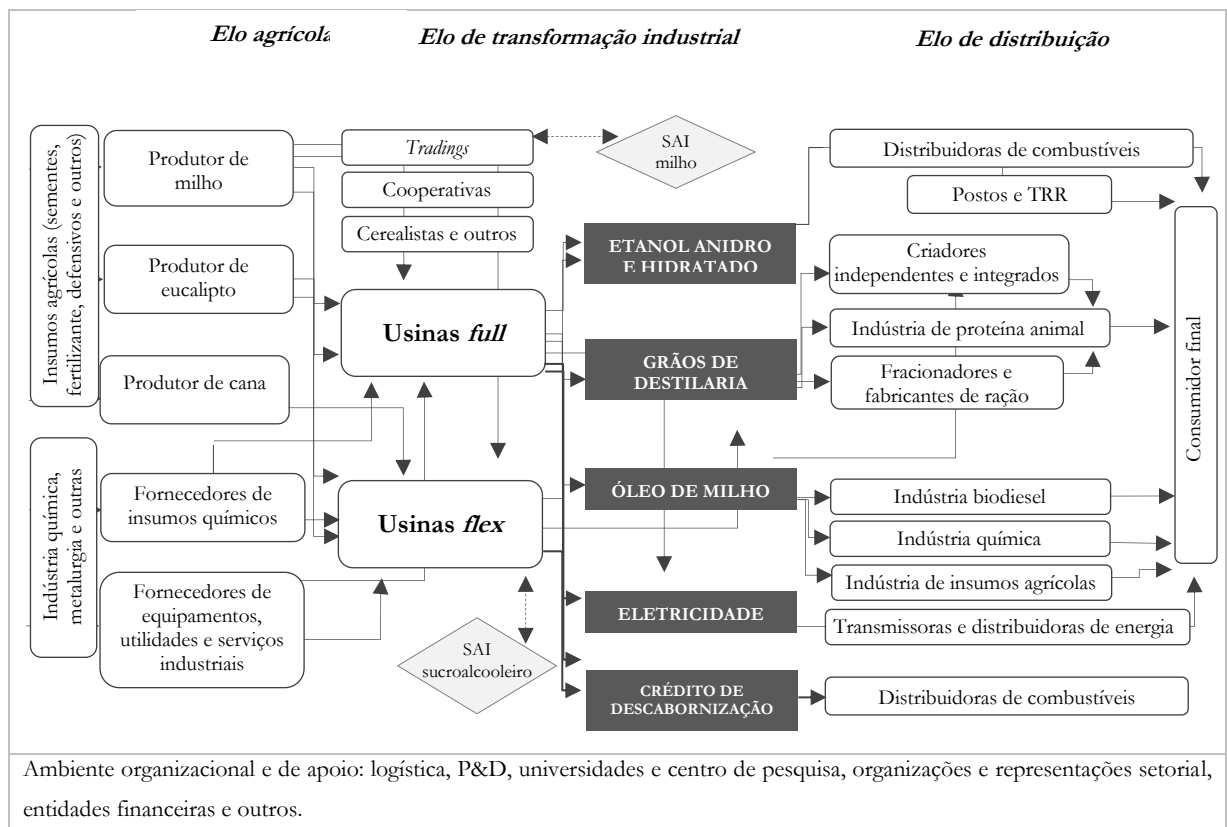 Elo agrícola
Elo de transformação industrial
Elo de distribuição
Insumos agrícolas (sementes,
fertilizante, defensivos e outros)
Indústria química,
metalurgia e outras
Produtor de
milho
Produtor de
eucalipto
Produtor de cana
Fornecedores de
insumos químicos
Fornecedores de
equipamentos,
utilidades e serviços
industriais
Tradings
Cooperativas
Cerealistas e outros
Usinas full
Usinas flex
SAI
milho
SAI
sucroalcooleiro
ETANOL ANIDRO
E HIDRATADO
GRÃOS DE
DESTILARIA
ÓLEO DE MILHO
ELETRICIDADE
CRÉDITO DE
DESCABORNIZAÇÃO
Distribuidoras de combustíveis
Postos e TRR
Criadores
independentes e integrados
Indústria de proteína animal
Fracionadores e
fabricantes de ração
Indústria biodiesel
Indústria química
Indústria de insumos agrícolas
Transmissoras e distribuidoras de energia
Distribuidoras de combustíveis
Consumidor final
Ambiente organizacional e de apoio: logística, P&D, universidades e centro de pesquisa, organizações e representações setorial,
entidades financeiras e outros.